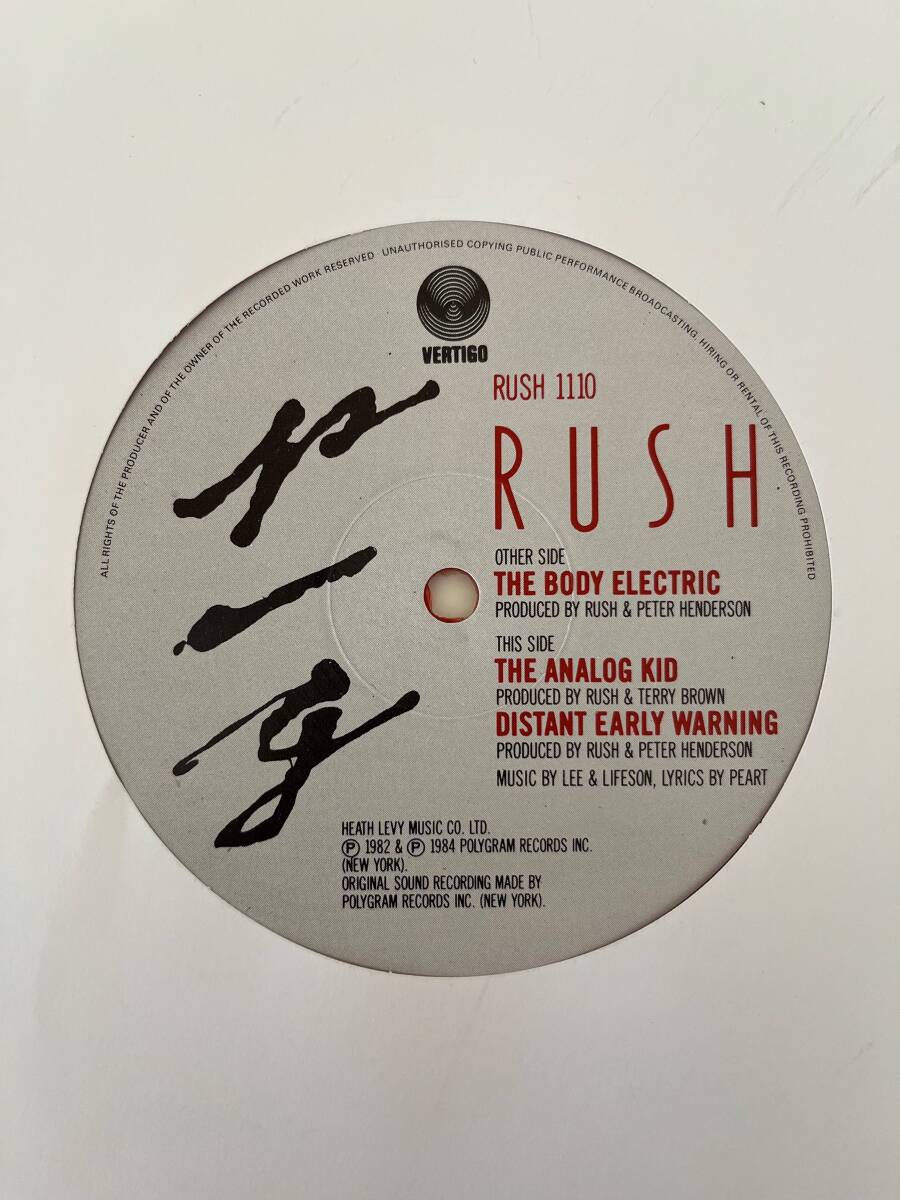 ALL RIGHTS OF THE PRODUCER AND OF THE OWNER OF THE RECORDED WORK RESERVED · UNAUTHORISED COPYING PUBLIC PERFORMANCE BROADCASTING, HIRING OR RENTAL OF THIS RECORDING PROHIBITED
VERTIGO
RUSH 1110
RUSH
OTHER SIDE
THE BODY ELECTRIC
PRODUCED BY RUSH & PETER HENDERSON
THIS SIDE
THE ANALOG KID
PRODUCED BY RUSH & TERRY BROWN
DISTANT EARLY WARNING
PRODUCED BY RUSH & PETER HENDERSON
MUSIC BY LEE & LIFESON, LYRICS BY PEART
HEATH LEVY MUSIC CO. LTD.
℗ 1982 & ℗ 1984 POLYGRAM RECORDS INC.
(NEW YORK).
ORIGINAL SOUND RECORDING MADE BY
POLYGRAM RECORDS INC. (NEW YORK).